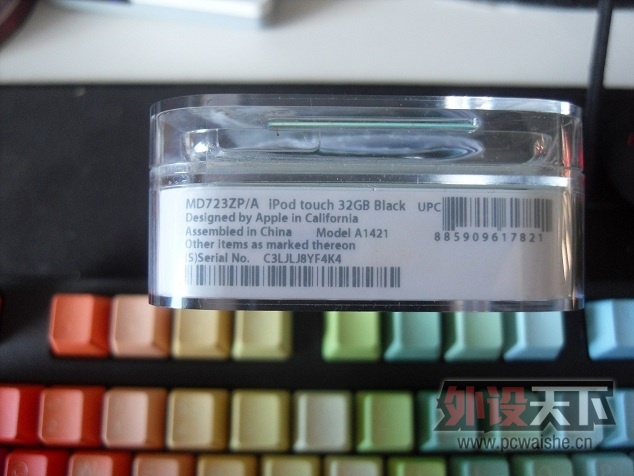 MD723ZP/A iPod touch 32GB Black UPC
Designed by Apple in California
Assembled in China Model A1421
885909617821
Other items as marked thereon
(S)Serial No. C3LJLJ8YF4K4
外设天下
www.pcwaishe.cn